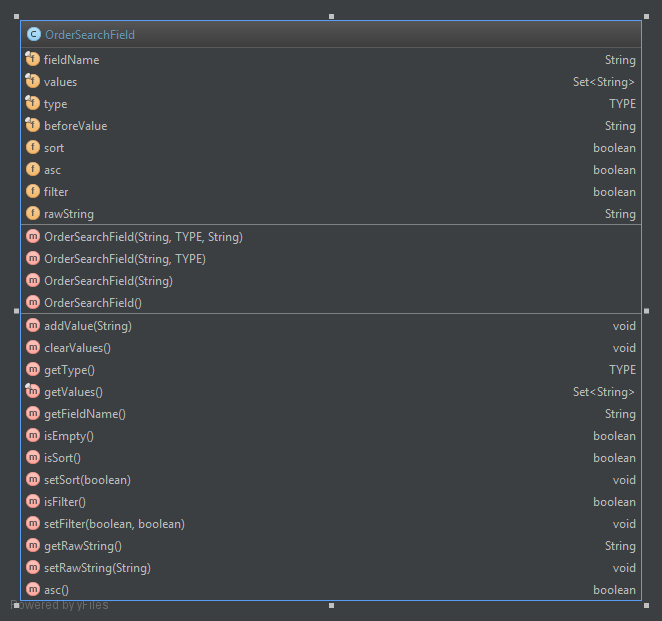 C OrderSearchField
f fieldName String
f values Set<String>
f type TYPE
f beforeValue String
f sort boolean
f asc boolean
f filter boolean
f rawString String
m OrderSearchField(String, TYPE, String)
m OrderSearchField(String, TYPE)
m OrderSearchField(String)
m OrderSearchField()
m addValue(String) void
m clearValues() void
m getType() TYPE
m getValues() Set<String>
m getFieldName() String
m isEmpty() boolean
m isSort() boolean
m setSort(boolean) void
m isFilter() boolean
m setFilter(boolean, boolean) void
m getRawString() String
m setRawString(String) void
m asc() boolean
Powered by yFiles